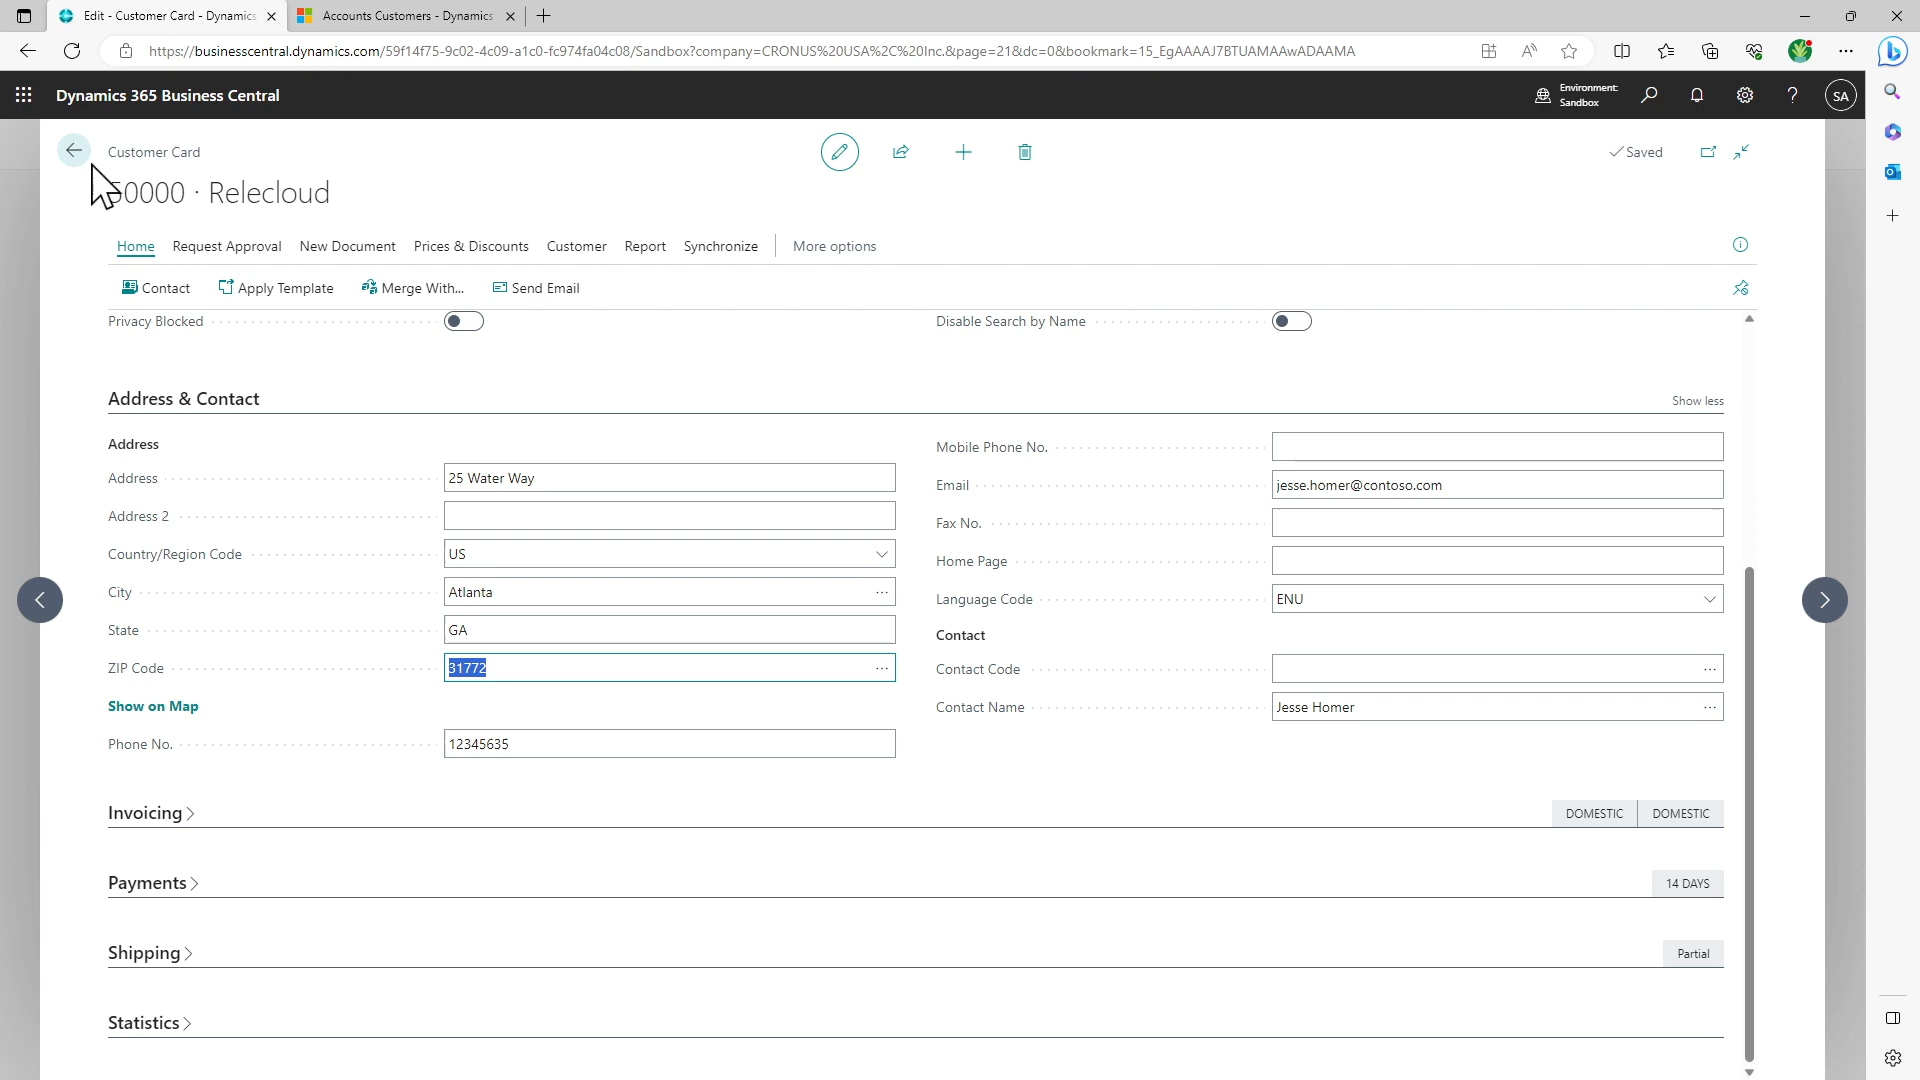 Edit - Customer Card - Dynamics
Accounts Customers - Dynamics
https://businesscentral.dynamics.com/59f14f75-9c02-4c09-a1c0-fc974fa04c08/Sandbox?company=CRONUS%20USA%2C%20Inc.&page=21&dc=0&bookmark=15_EgAAAAJ7BTUAMAAwADAAMA
Dynamics 365 Business Central
Environment:
Sandbox
?
SA
Customer Card
Saved
50000 · Relecloud
Home Request Approval New Document Prices & Discounts Customer Report Synchronize More options
Contact Apply Template Merge With... Send Email
Privacy Blocked
Disable Search by Name
Address & Contact
Show less
Address
Address 25 Water Way
Address 2
Country/Region Code US
City Atlanta
State GA
ZIP Code 31772
Show on Map
Phone No. 12345635
Mobile Phone No.
Email jesse.homer@contoso.com
Fax No.
Home Page
Language Code ENU
Contact
Contact Code
Contact Name Jesse Homer
Invoicing
DOMESTIC DOMESTIC
Payments
14 DAYS
Shipping
Partial
Statistics